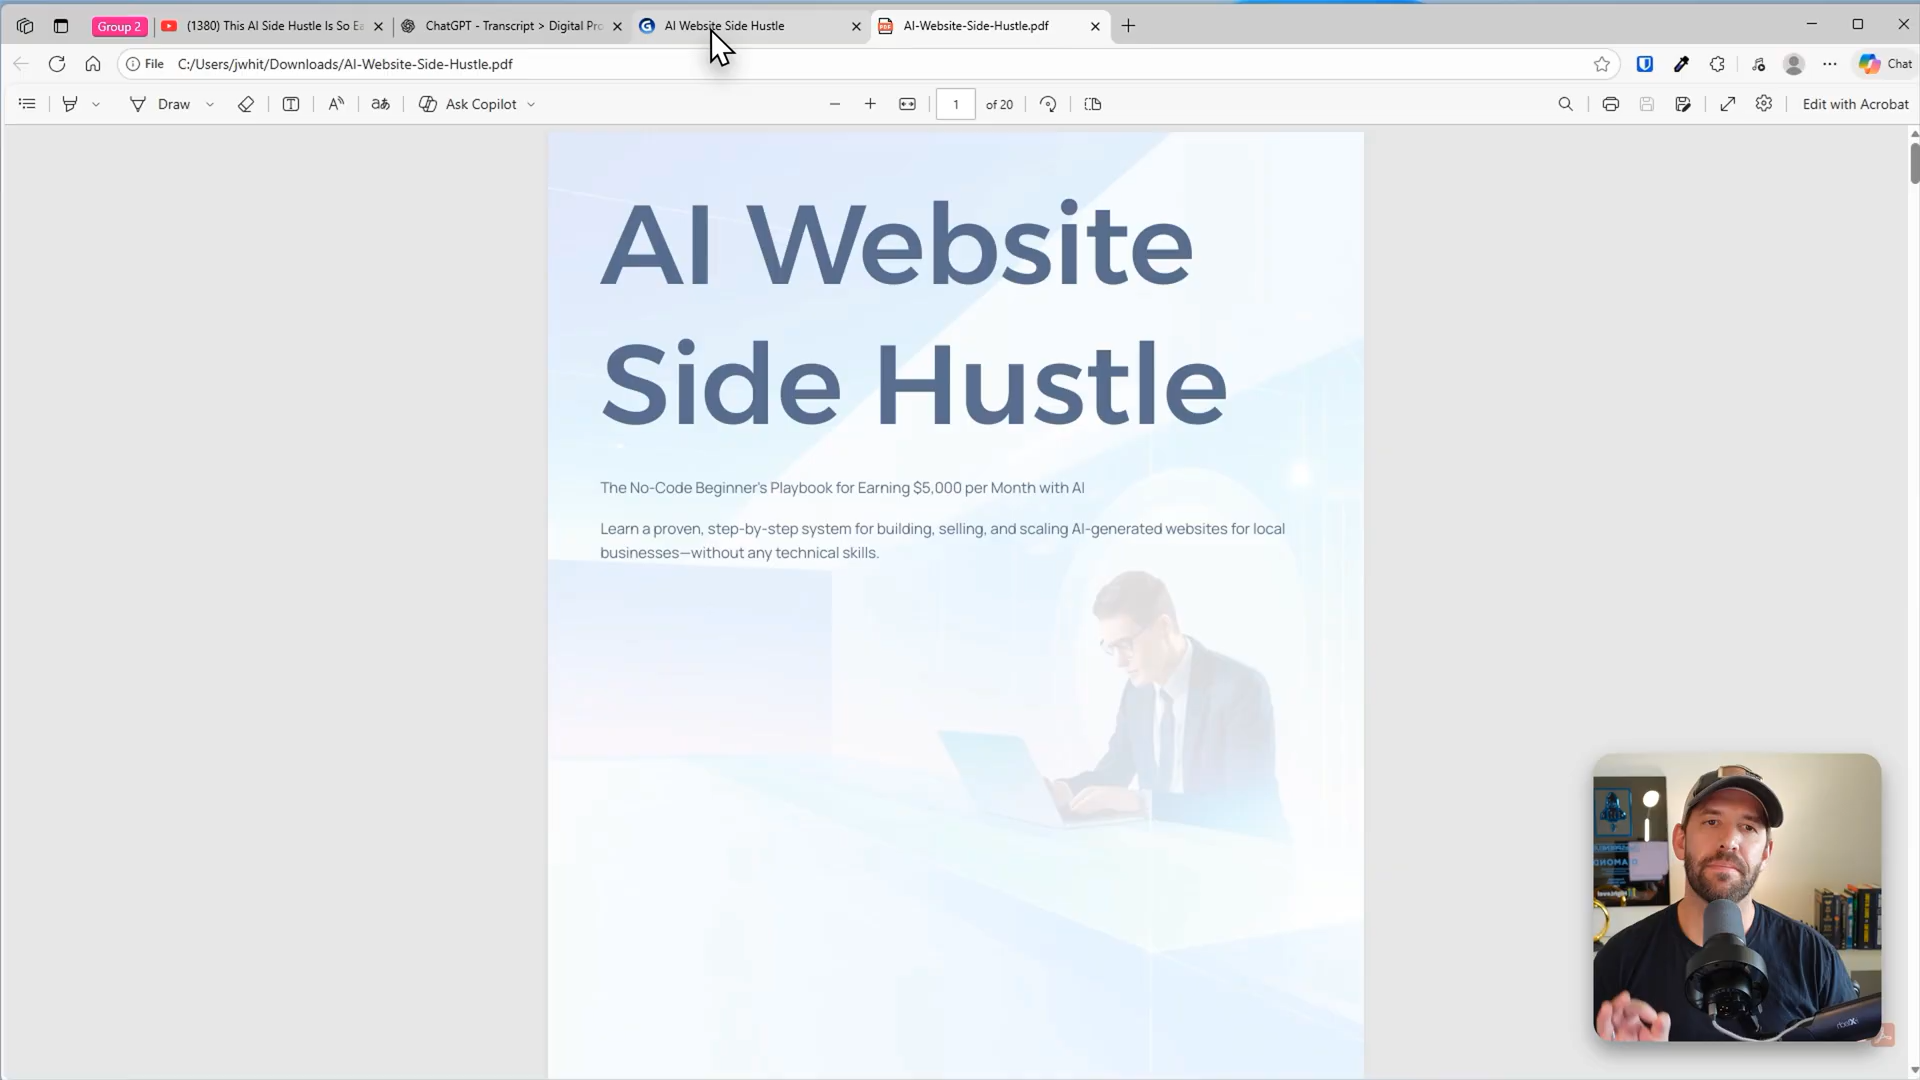 Group 2
(1380) This AI Side Hustle Is So Ea
ChatGPT - Transcript > Digital Pro
AI Website Side Hustle
AI-Website-Side-Hustle.pdf
File
C:/Users/jwhit/Downloads/AI-Website-Side-Hustle.pdf
Chat
Draw
Ask Copilot
1
of 20
Edit with Acrobat
AI Website
Side Hustle
The No-Code Beginner's Playbook for Earning $5,000 per Month with AI
Learn a proven, step-by-step system for building, selling, and scaling AI-generated websites for local
businesses—without any technical skills.